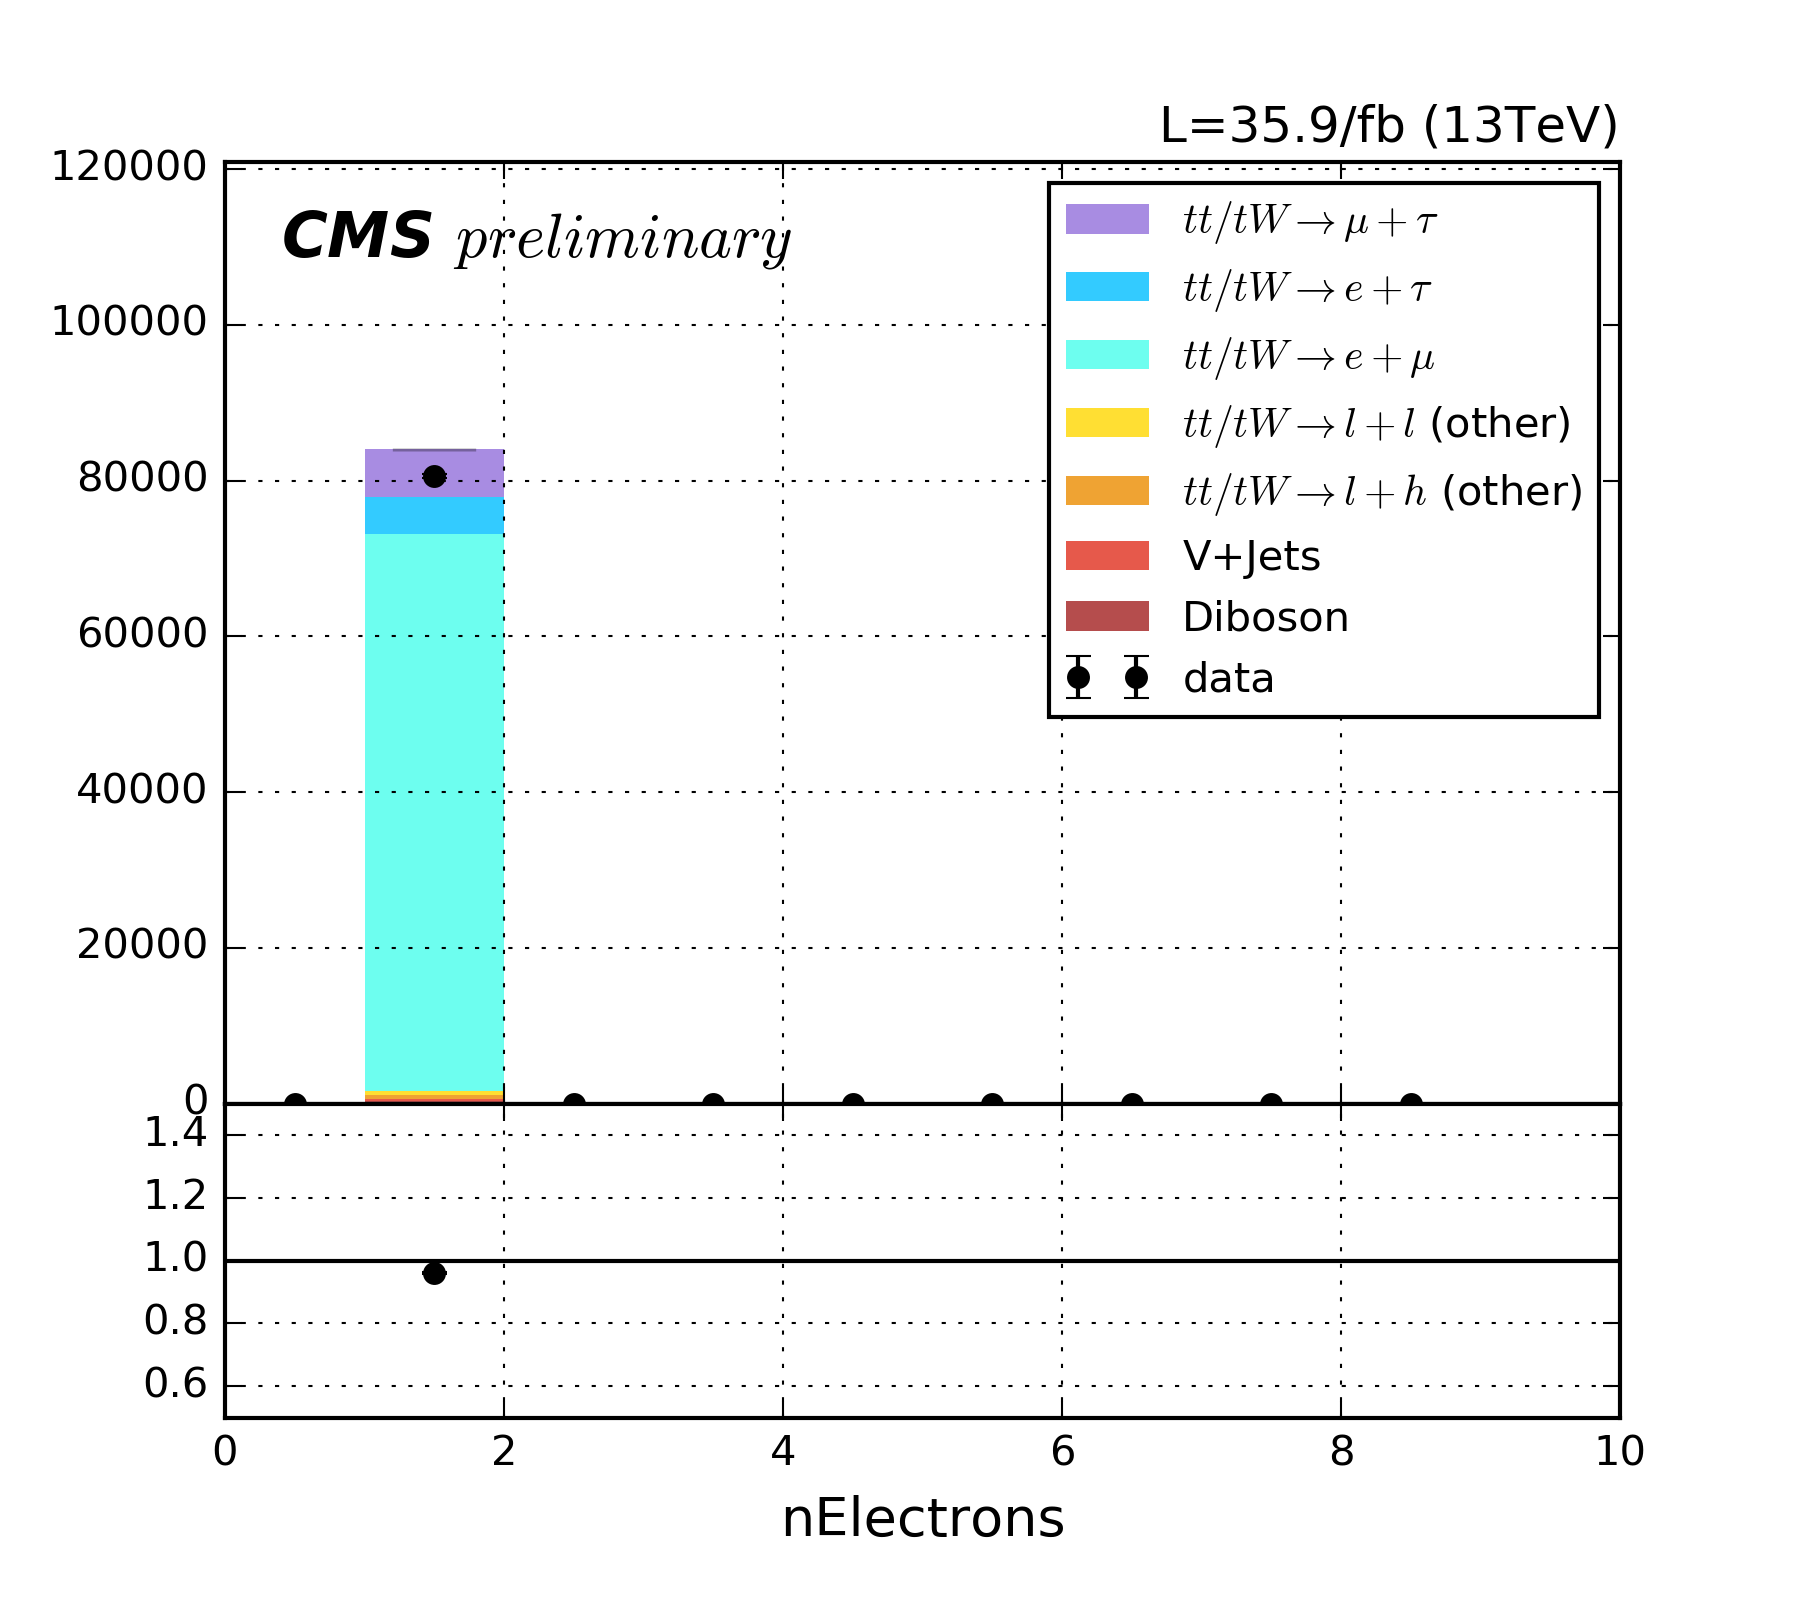 L=35.9/fb (13TeV)
CMS preliminary
120000
100000
80000
60000
40000
20000
0
tt/tW→μ+τ
tt/tW→e+τ
tt/tW→e+μ
tt/tW→l+l (other)
tt/tW→l+h (other)
V+Jets
Diboson
data
1.4
1.2
1.0
0.8
0.6
0 2 4 6 8 10
nElectrons